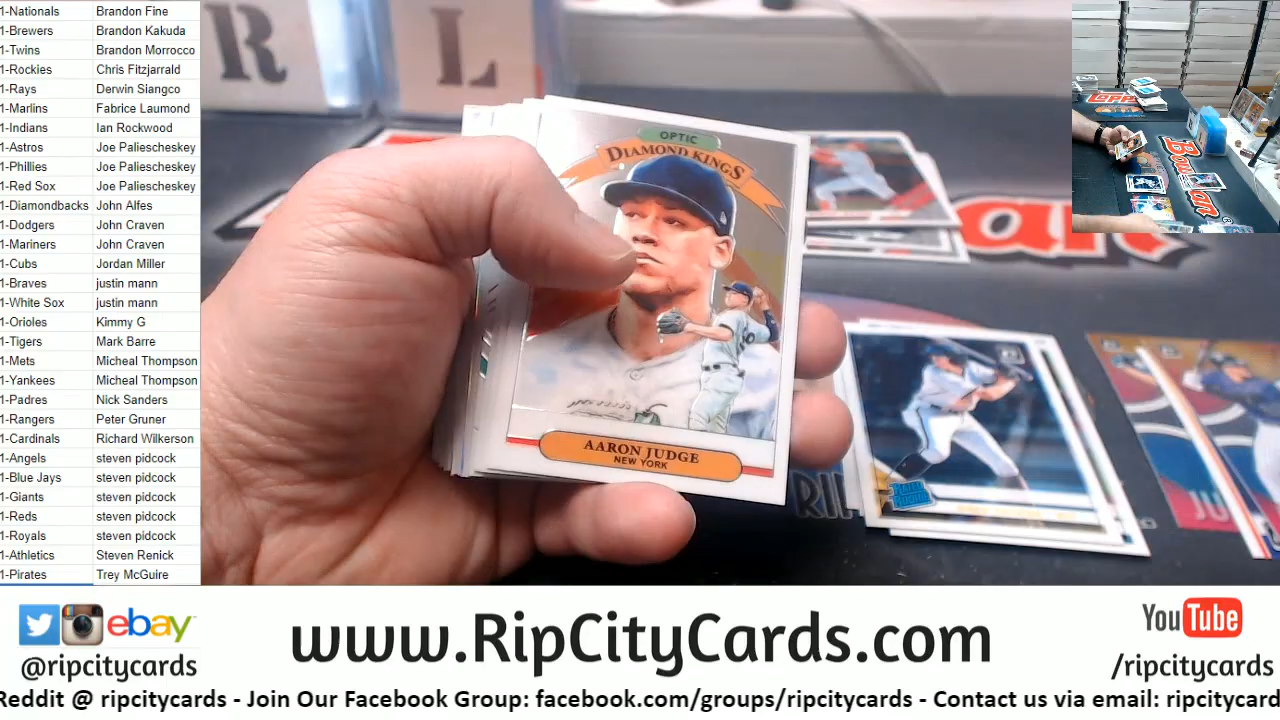 1-Nationals Brandon Fine
1-Brewers Brandon Kakuda
1-Twins Brandon Morrocco
1-Rockies Chris Fitzjarrald
1-Rays Derwin Siangco
1-Marlins Fabrice Laumond
1-Indians Ian Rockwood
1-Astros Joe Paliescheskey
1-Phillies Joe Paliescheskey
1-Red Sox Joe Paliescheskey
1-Diamondbacks John Alfes
1-Dodgers John Craven
1-Mariners John Craven
1-Cubs Jordan Miller
1-Braves justin mann
1-White Sox justin mann
1-Orioles Kimmy G
1-Tigers Mark Barre
1-Mets Micheal Thompson
1-Yankees Micheal Thompson
1-Padres Nick Sanders
1-Rangers Peter Gruner
1-Cardinals Richard Wilkerson
1-Angels steven pidcock
1-Blue Jays steven pidcock
1-Giants steven pidcock
1-Reds steven pidcock
1-Royals steven pidcock
1-Athletics Steven Renick
1-Pirates Trey McGuire
R L
OPTIC
DIAMOND KINGS
AARON JUDGE
NEW YORK
RATED
ROOKIE
Topps
Bowman
ebay
@ripcitycards
www.RipCityCards.com
YouTube
/ripcitycards
Reddit @ ripcitycards - Join Our Facebook Group: facebook.com/groups/ripcitycards - Contact us via email: ripcitycard